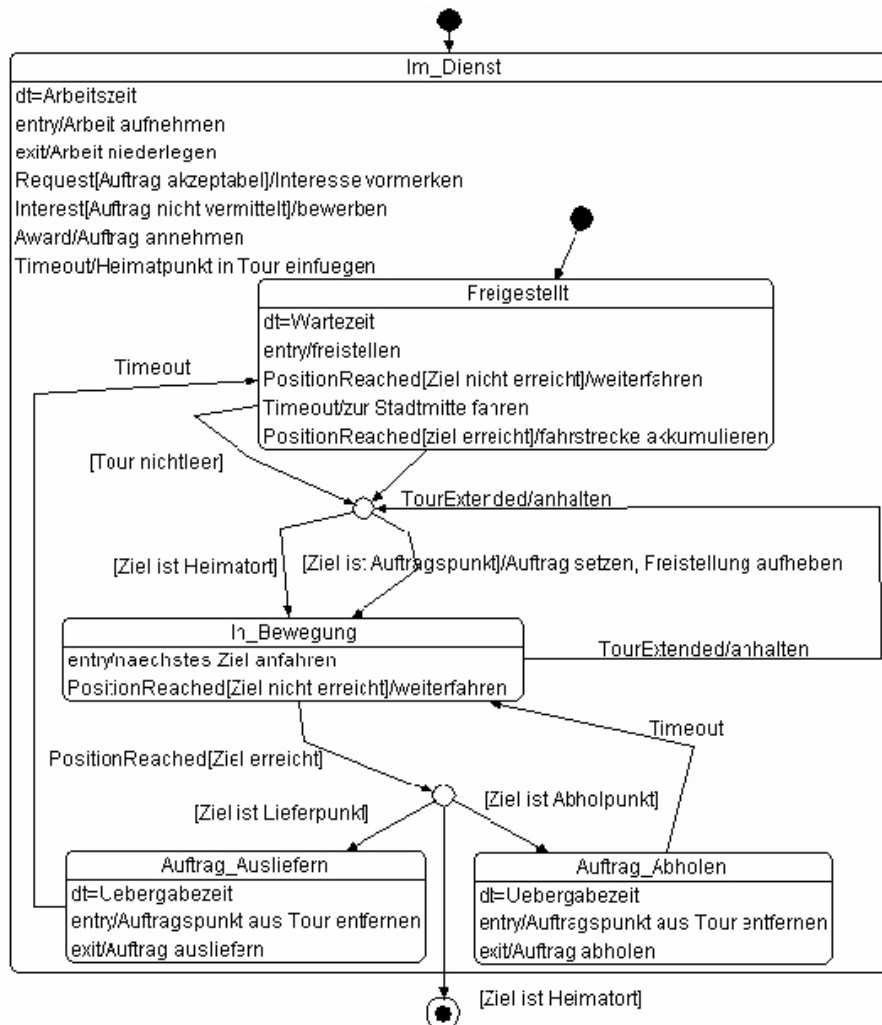 Im_Dienst
dt=Arbeitszeit
entry/Arbeit aufnehmen
exit/Arbeit niederlegen
Request[Auftrag akzeptabel]/Interesse vormerken
Interest[Auftrag nicht vermittelt]/bewerben
Award/Auftrag annehmen
Timeout/Heimatpunkt in Tour einfuegen
Freigestellt
dt=Wartezeit
entry/freistellen
PositionReached[Ziel nicht erreicht]/weiterfahren
Timeout/zur Stadtmitte fahren
PositionReached[ziel erreicht]/fahrstrecke akkumulieren
Timeout
[Tour nichtleer]
TourExtended/anhalten
[Ziel ist Heimatort]
[Ziel ist Auftragspunkt]/Auftrag setzen, Freistellung aufheben
In_Bewegung
entry/naechstes Ziel anfahren
PositionReached[Ziel nicht erreicht]/weiterfahren
TourExtended/anhalten
Timeout
PositionReached[Ziel erreicht]
[Ziel ist Lieferpunkt]
[Ziel ist Abholpunkt]
Auftrag_Ausliefern
dt=Uebergabezeit
entry/Auftragspunkt aus Tour entfernen
exit/Auftrag ausliefern
Auftrag_Abholen
dt=Uebergabezeit
entry/Auftragspunkt aus Tour entfernen
exit/Auftrag abholen
[Ziel ist Heimatort]